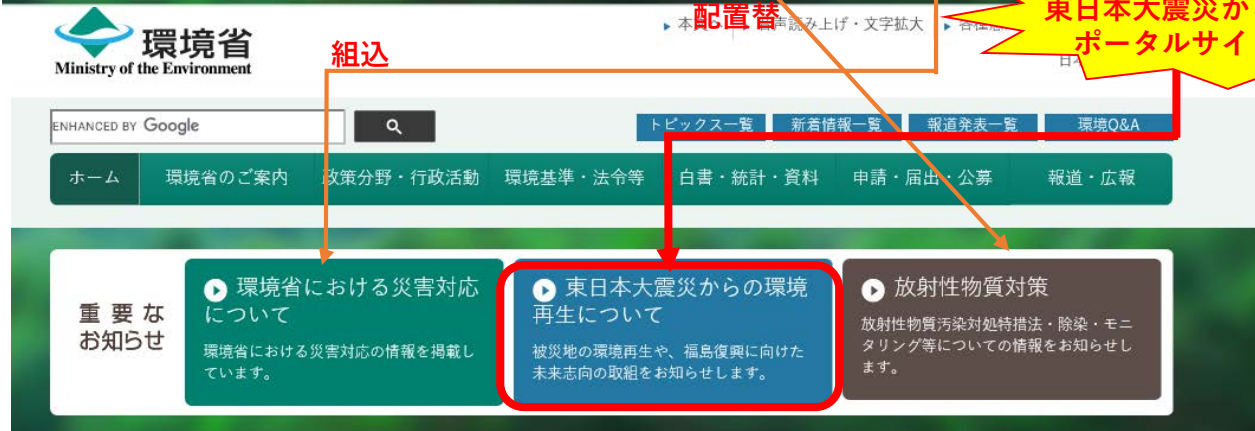 配置替
東日本大震災か
ポータルサイ
環境省
Ministry of the Environment
組込
音声読み上げ・文字拡大
ENHANCED BY Google
トピックス一覧 新着情報一覧 報道発表一覧 環境Q&A
ホーム 環境省のご案内 政策分野・行政活動 環境基準・法令等 白書・統計・資料 申請・届出・公募 報道・広報
重要な
お知らせ
環境省における災害対応
について
環境省における災害対応の情報を掲載し
ています。
東日本大震災からの環境
再生について
被災地の環境再生や、福島復興に向けた
未来志向の取組をお知らせします。
放射性物質対策
放射性物質汚染対処特措法・除染・モニ
タリング等についての情報をお知らせし
ます。